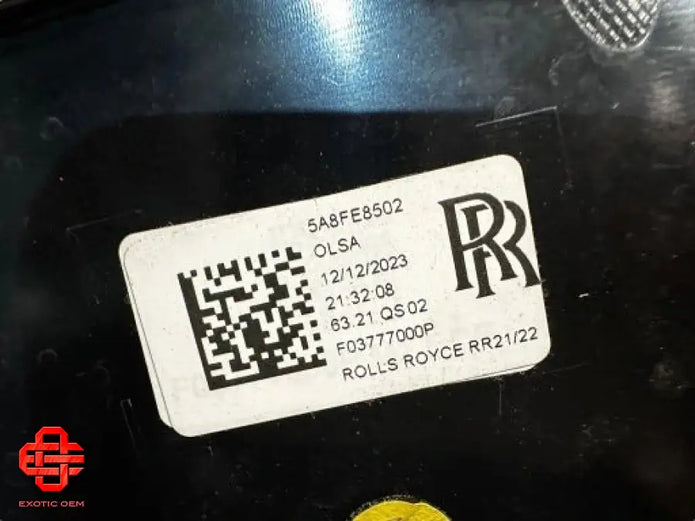 5A8FE8502
OLSA
12/12/2023
21:32:08
63.21 QS 02
F03777000P
ROLLS ROYCE RR21/22
RR
EXOTIC OEM